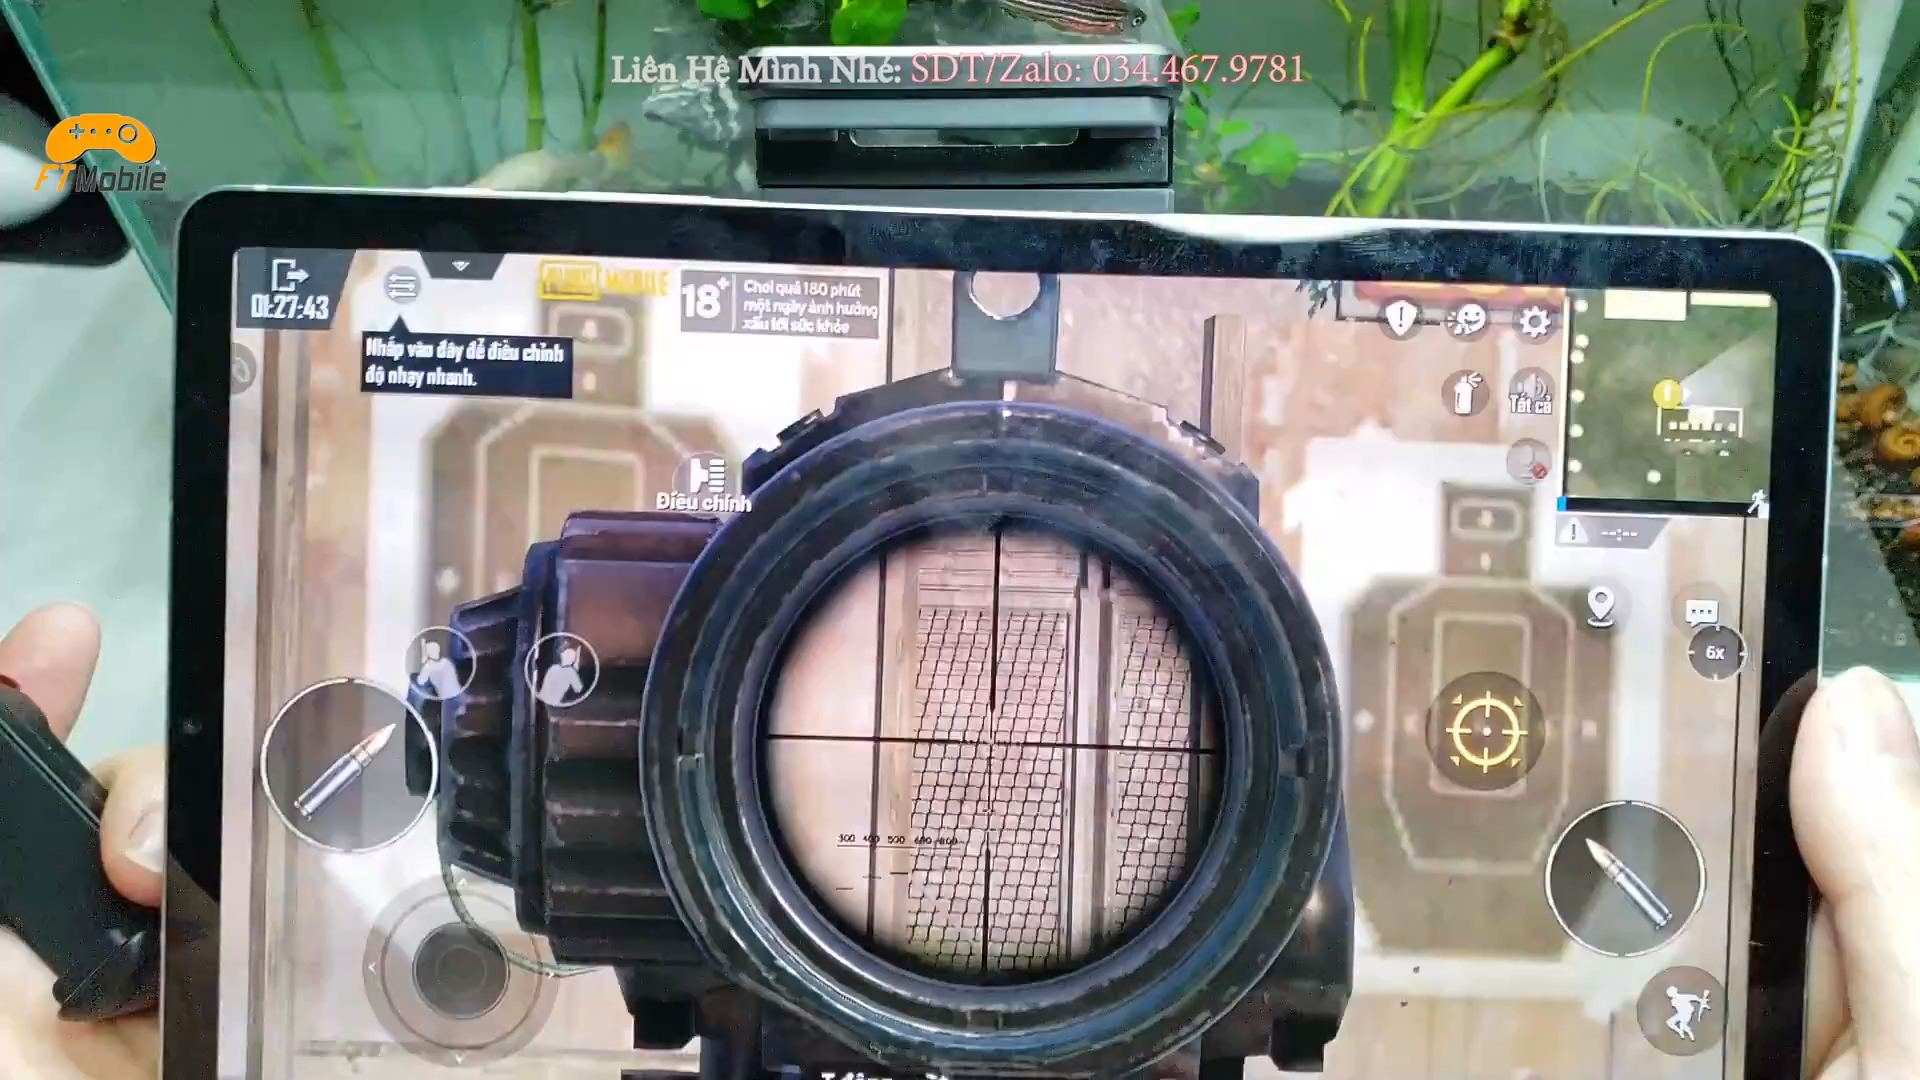 Liên Hệ Mình Nhé: SDT/Zalo: 034.467.9781
FTMobile
01:27:43
MOBILE
18+
Chơi quá 180 phút
một ngày ảnh hưởng
xấu tới sức khỏe
Nhấp vào đây để điều chỉnh
độ nhạy nhanh.
Tất cả
Điều chỉnh
6x
300 400 500 600 800